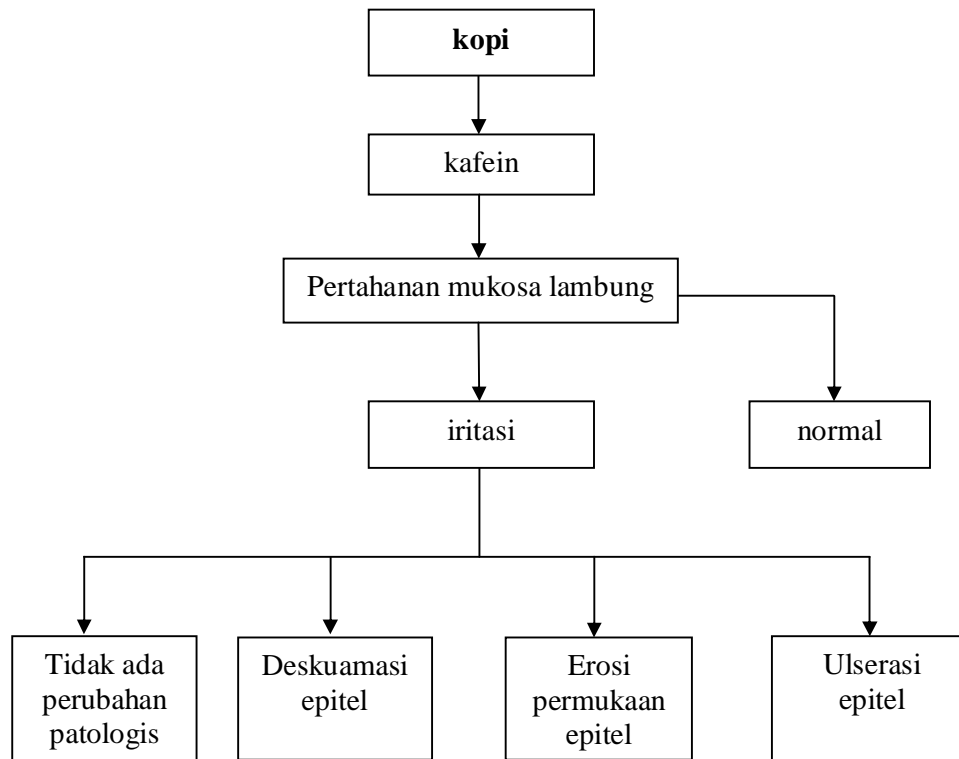 kopi
kafein
Pertahanan mukosa lambung
iritasi
normal
Tidak ada
perubahan
patologis
Deskuamasi
epitel
Erosi
permukaan
epitel
Ulserasi
epitel